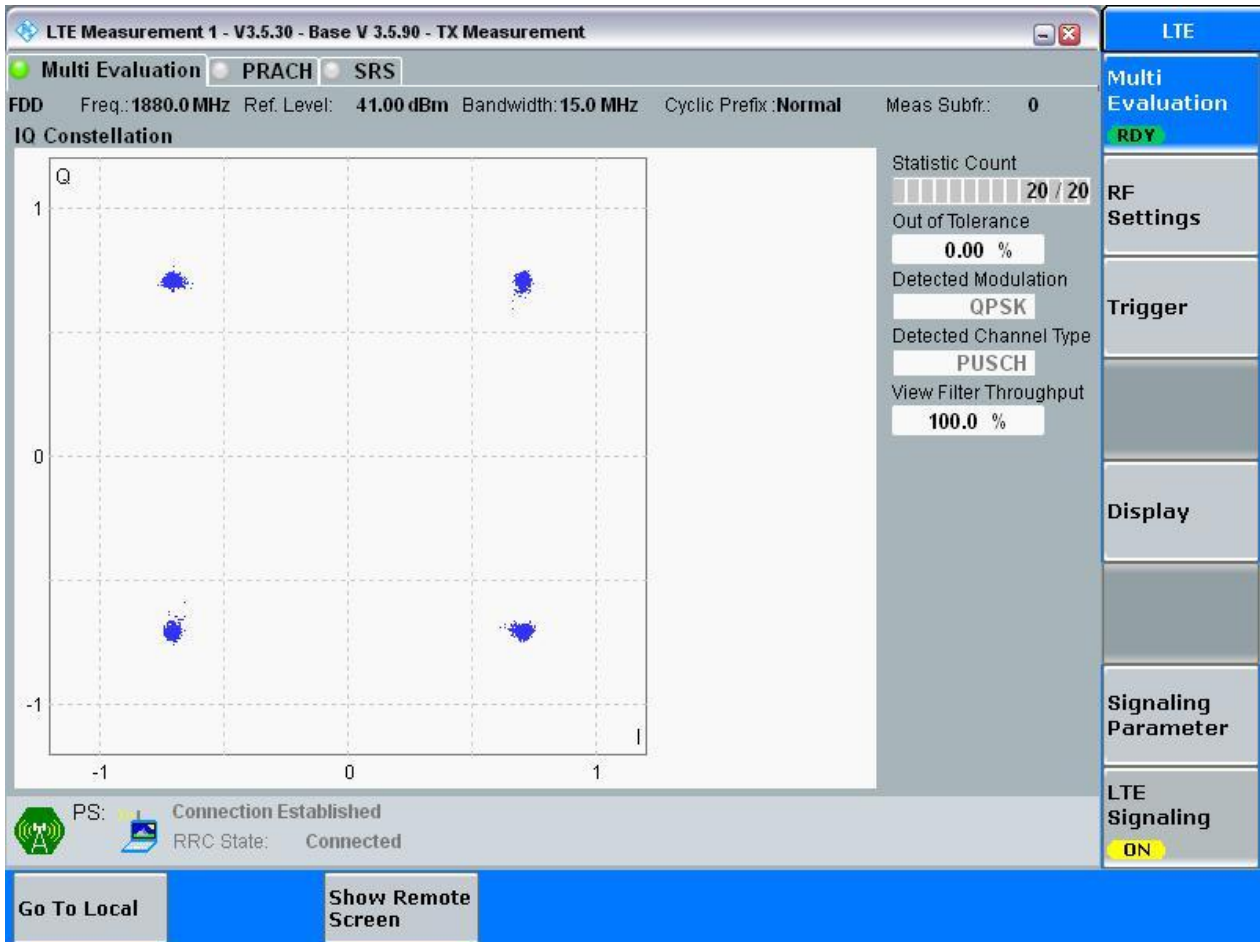 LTE Measurement 1 - V3.5.30 - Base V 3.5.90 - TX Measurement
LTE
Multi Evaluation PRACH SRS
Multi
Evaluation
RDY
FDD Freq.: 1880.0 MHz Ref. Level: 41.00 dBm Bandwidth: 15.0 MHz Cyclic Prefix : Normal Meas Subfr.: 0
IQ Constellation
Q
1
0
-1
I
-1 0 1
Statistic Count
20 / 20
Out of Tolerance
0.00 %
Detected Modulation
QPSK
Detected Channel Type
PUSCH
View Filter Throughput
100.0 %
RF
Settings
Trigger
Display
Signaling
Parameter
LTE
Signaling
ON
PS: Connection Established
RRC State: Connected
Go To Local
Show Remote
Screen